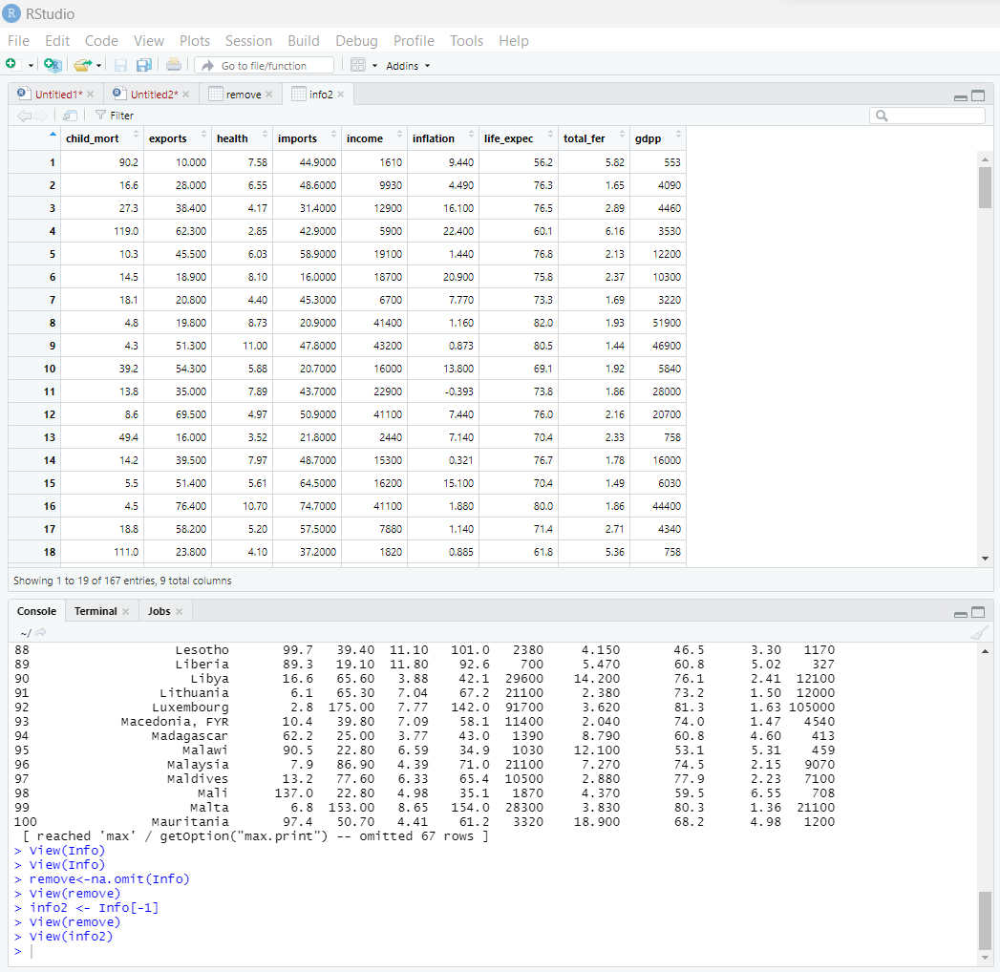 RStudio
File Edit Code View Plots Session Build Debug Profile Tools Help
Go to file/function Addins
Untitled1* Untitled2* remove info2
Filter
child_mort exports health imports income inflation life_expec total_fer gdpp
1 90.2 10.000 7.58 44.9000 1610 9.440 56.2 5.82 553
2 16.6 28.000 6.55 48.6000 9930 4.490 76.3 1.65 4090
3 27.3 38.400 4.17 31.4000 12900 16.100 76.5 2.89 4460
4 119.0 62.300 2.85 42.9000 5900 22.400 60.1 6.16 3530
5 10.3 45.500 6.03 58.9000 19100 1.440 76.8 2.13 12200
6 14.5 18.900 8.10 16.0000 18700 20.900 75.8 2.37 10300
7 18.1 20.800 4.40 45.3000 6700 7.770 73.3 1.69 3220
8 4.8 19.800 8.73 20.9000 41400 1.160 82.0 1.93 51900
9 4.3 51.300 11.00 47.8000 43200 0.873 80.5 1.44 46900
10 39.2 54.300 5.88 20.7000 16000 13.800 69.1 1.92 5840
11 13.8 35.000 7.89 43.7000 22900 -0.393 73.8 1.86 28000
12 8.6 69.500 4.97 50.9000 41100 7.440 76.0 2.16 20700
13 49.4 16.000 3.52 21.8000 2440 7.140 70.4 2.33 758
14 14.2 39.500 7.97 48.7000 15300 0.321 76.7 1.78 16000
15 5.5 51.400 5.61 64.5000 16200 15.100 70.4 1.49 6030
16 4.5 76.400 10.70 74.7000 41100 1.880 80.0 1.86 44400
17 18.8 58.200 5.20 57.5000 7880 1.140 71.4 2.71 4340
18 111.0 23.800 4.10 37.2000 1820 0.885 61.8 5.36 758
Showing 1 to 19 of 167 entries, 9 total columns
Console Terminal Jobs
~/
88 Lesotho 99.7 39.40 11.10 101.0 2380 4.150 46.5 3.30 1170
89 Liberia 89.3 19.10 11.80 92.6 700 5.470 60.8 5.02 327
90 Libya 16.6 65.60 3.88 42.1 29600 14.200 76.1 2.41 12100
91 Lithuania 6.1 65.30 7.04 67.2 21100 2.380 73.2 1.50 12000
92 Luxembourg 2.8 175.00 7.77 142.0 91700 3.620 81.3 1.63 105000
93 Macedonia, FYR 10.4 39.80 7.09 58.1 11400 2.040 74.0 1.47 4540
94 Madagascar 62.2 25.00 3.77 43.0 1390 8.790 60.8 4.60 413
95 Malawi 90.5 22.80 6.59 34.9 1030 12.100 53.1 5.31 459
96 Malaysia 7.9 86.90 4.39 71.0 21100 7.270 74.5 2.15 9070
97 Maldives 13.2 77.60 6.33 65.4 10500 2.880 77.9 2.23 7100
98 Mali 137.0 22.80 4.98 35.1 1870 4.370 59.5 6.55 708
99 Malta 6.8 153.00 8.65 154.0 28300 3.830 80.3 1.36 21100
100 Mauritania 97.4 50.70 4.41 61.2 3320 18.900 68.2 4.98 1200
[ reached 'max' / getOption("max.print") -- omitted 67 rows ]
> View(Info)
> View(Info)
> remove<-na.omit(Info)
> View(remove)
> info2 <- Info[-1]
> View(remove)
> View(info2)
>